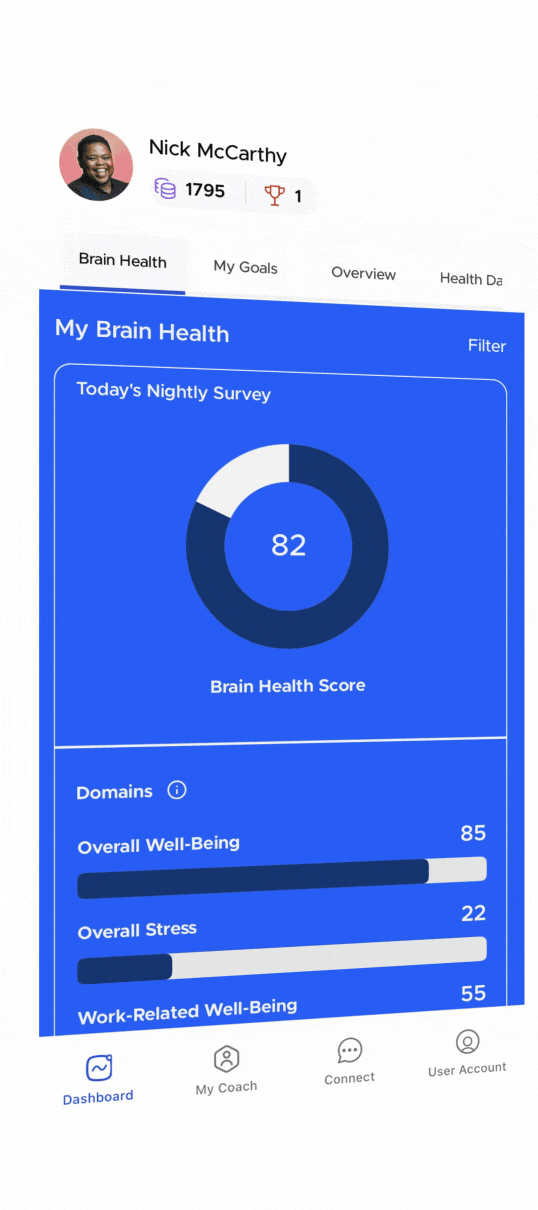 Nick McCarthy
1795 1
Brain Health My Goals Overview Health Da
My Brain Health Filter
Today's Nightly Survey
82
Brain Health Score
Domains
Overall Well-Being 85
Overall Stress 22
Work-Related Well-Being 55
Dashboard My Coach Connect User Account